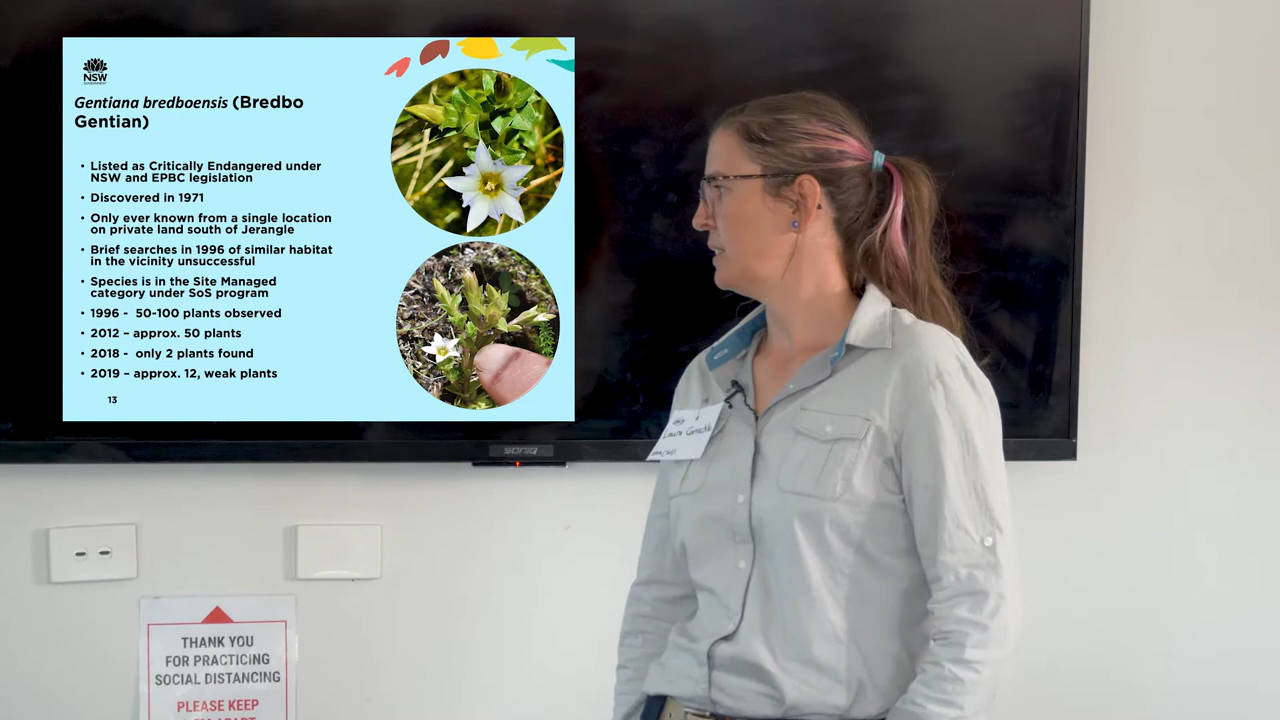 NSW
GOVERNMENT
Gentiana bredboensis (Bredbo
Gentian)
• Listed as Critically Endangered under
NSW and EPBC legislation
• Discovered in 1971
• Only ever known from a single location
on private land south of Jerangle
• Brief searches in 1996 of similar habitat
in the vicinity unsuccessful
• Species is in the Site Managed
category under SoS program
• 1996 - 50-100 plants observed
• 2012 – approx. 50 plants
• 2018 - only 2 plants found
• 2019 – approx. 12, weak plants
13
soniq
THANK YOU
FOR PRACTICING
SOCIAL DISTANCING
PLEASE KEEP